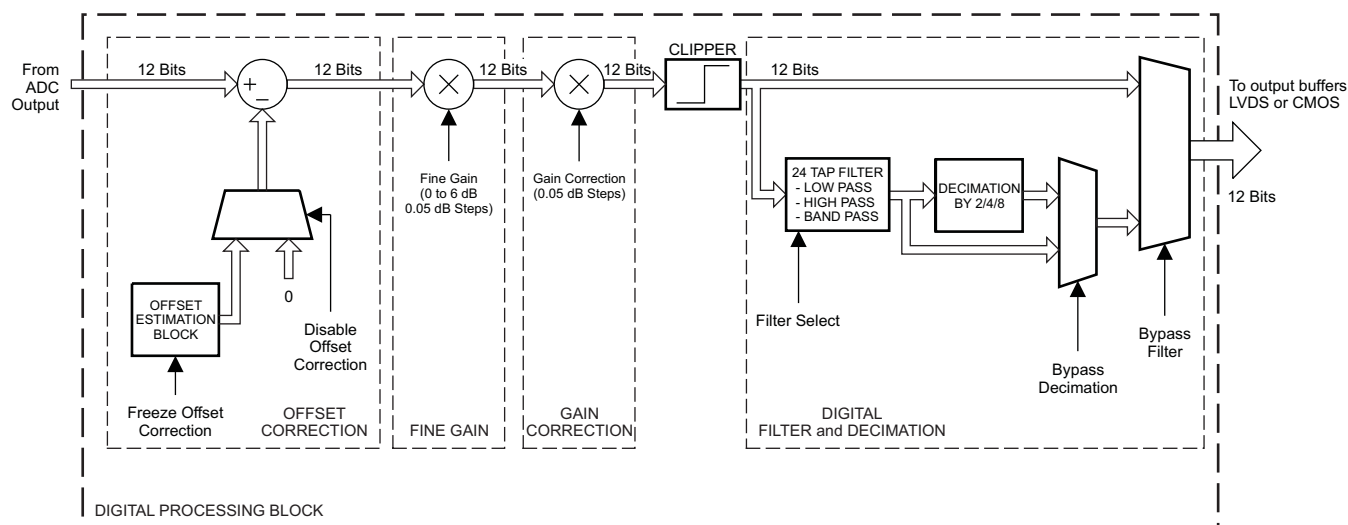 From
ADC
Output
12 Bits
+
−
12 Bits
12 Bits
12 Bits
CLIPPER
12 Bits
To output buffers
LVDS or CMOS
12 Bits
Fine Gain
(0 to 6 dB
0.05 dB Steps)
Gain Correction
(0.05 dB Steps)
24 TAP FILTER
- LOW PASS
- HIGH PASS
- BAND PASS
DECIMATION
BY 2/4/8
0
OFFSET
ESTIMATION
BLOCK
Disable
Offset
Correction
Filter Select
Bypass
Filter
Bypass
Decimation
Freeze Offset
Correction
OFFSET
CORRECTION
FINE GAIN
GAIN
CORRECTION
DIGITAL
FILTER and DECIMATION
DIGITAL PROCESSING BLOCK